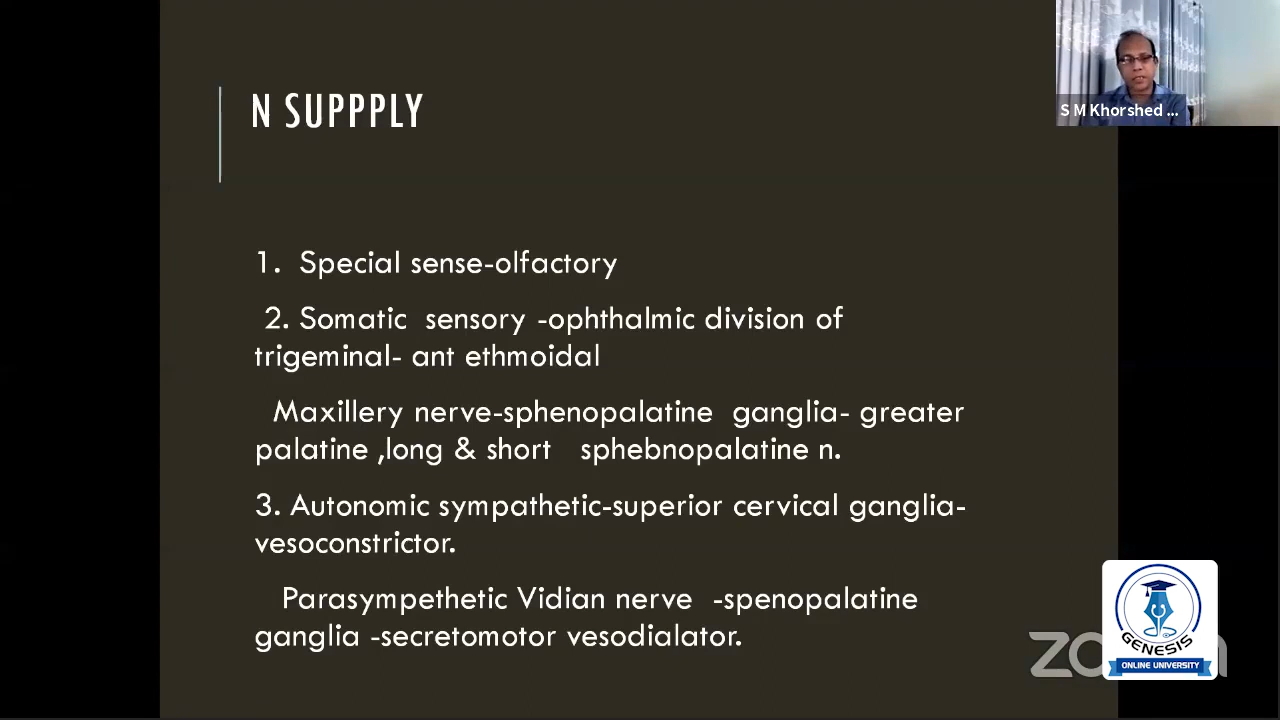 N SUPPPLY
S M Khorshed ...
1. Special sense-olfactory
2. Somatic sensory -ophthalmic division of
trigeminal- ant ethmoidal
Maxillery nerve-sphenopalatine ganglia- greater
palatine ,long & short sphebnopalatine n.
3. Autonomic sympathetic-superior cervical ganglia-
vesoconstrictor.
Parasympethetic Vidian nerve -spenopalatine
ganglia -secretomotor vesodialator.
GENESIS
ONLINE UNIVERSITY